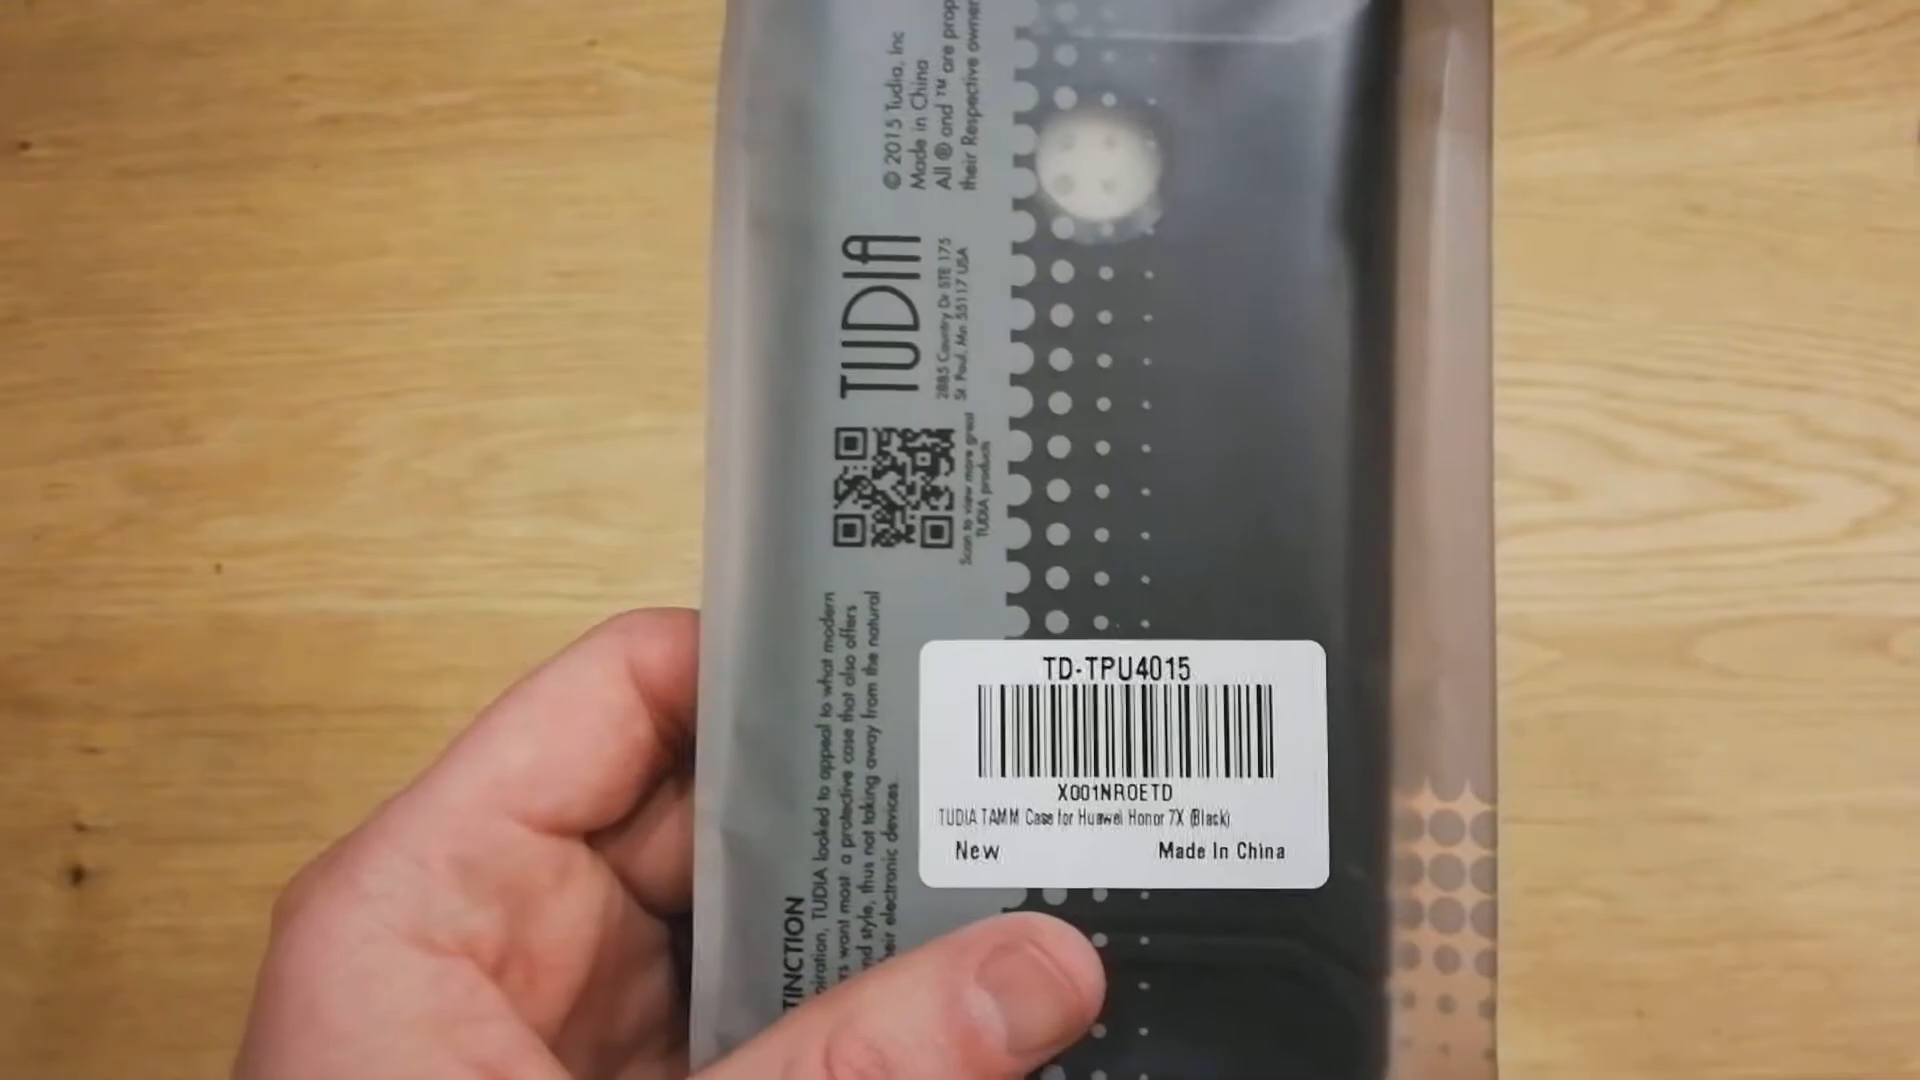 © 2015 Tudia, Inc
Made in China
All ® and ™ are prop
their Respective owner
TUDIA
2885 Country Dr STE 175
St Paul, Mn 55117 USA
Scan to view more great
TUDIA products
TINCTION
piration, TUDIA looked to appeal to what modern
rs want most: a protective case that also offers
nd style, thus not taking away from the natural
heir electronic devices.
TD-TPU4015
X001NR0ETD
TUDIA TAMM Case for Huawei Honor 7X (Black)
New
Made In China